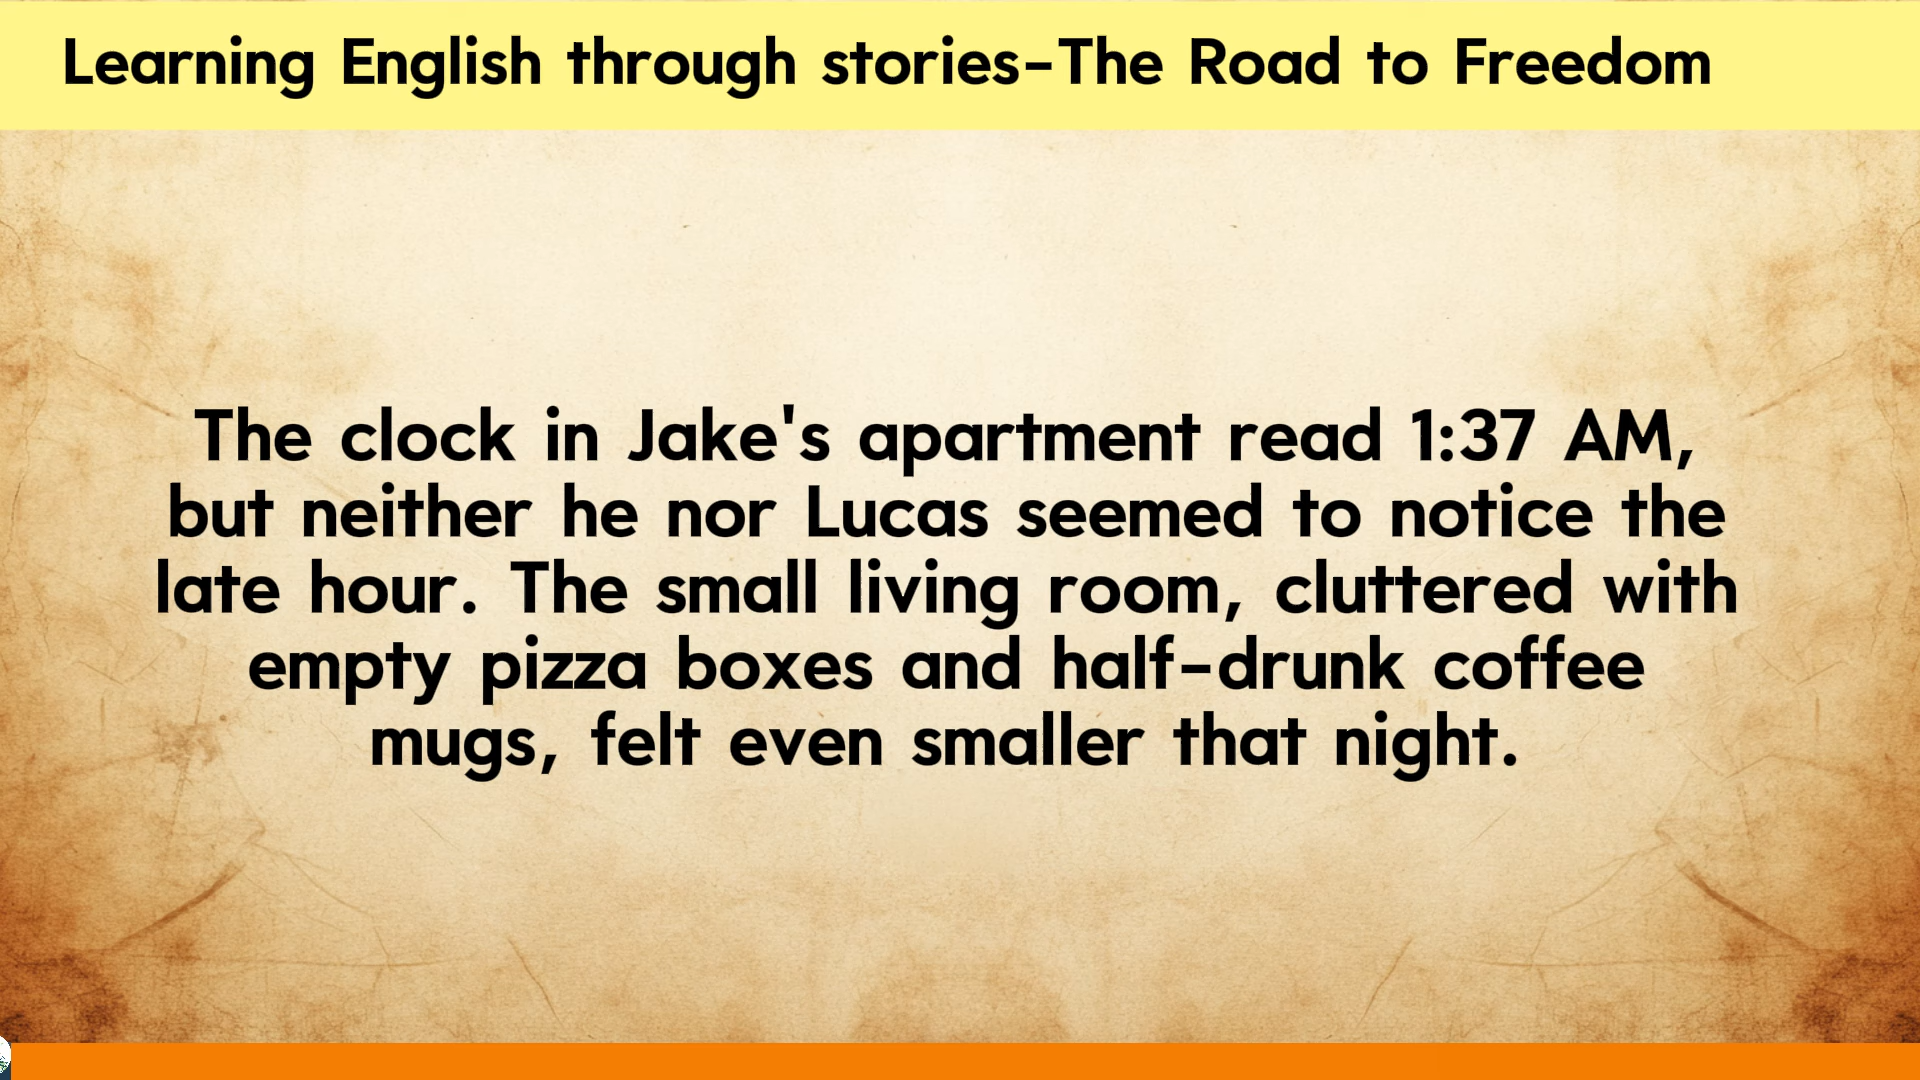 Learning English through stories-The Road to Freedom
The clock in Jake's apartment read 1:37 AM,
but neither he nor Lucas seemed to notice the
late hour. The small living room, cluttered with
empty pizza boxes and half-drunk coffee
mugs, felt even smaller that night.